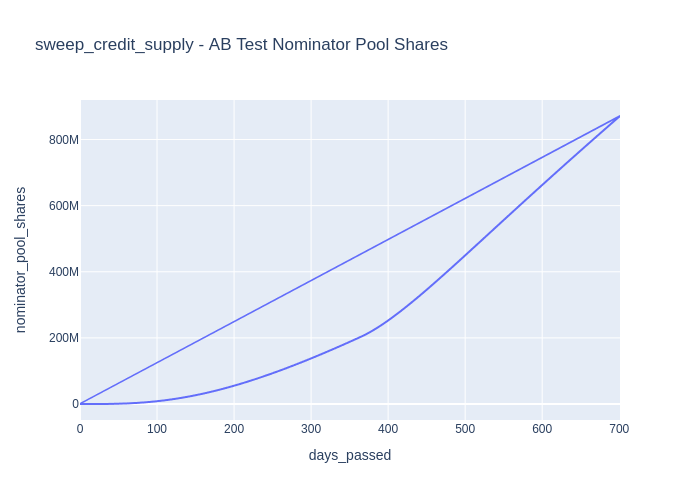 sweep_credit_supply - AB Test Nominator Pool Shares
nominator_pool_shares
800M
600M
400M
200M
0
0
100
200
300
400
500
600
700
days_passed